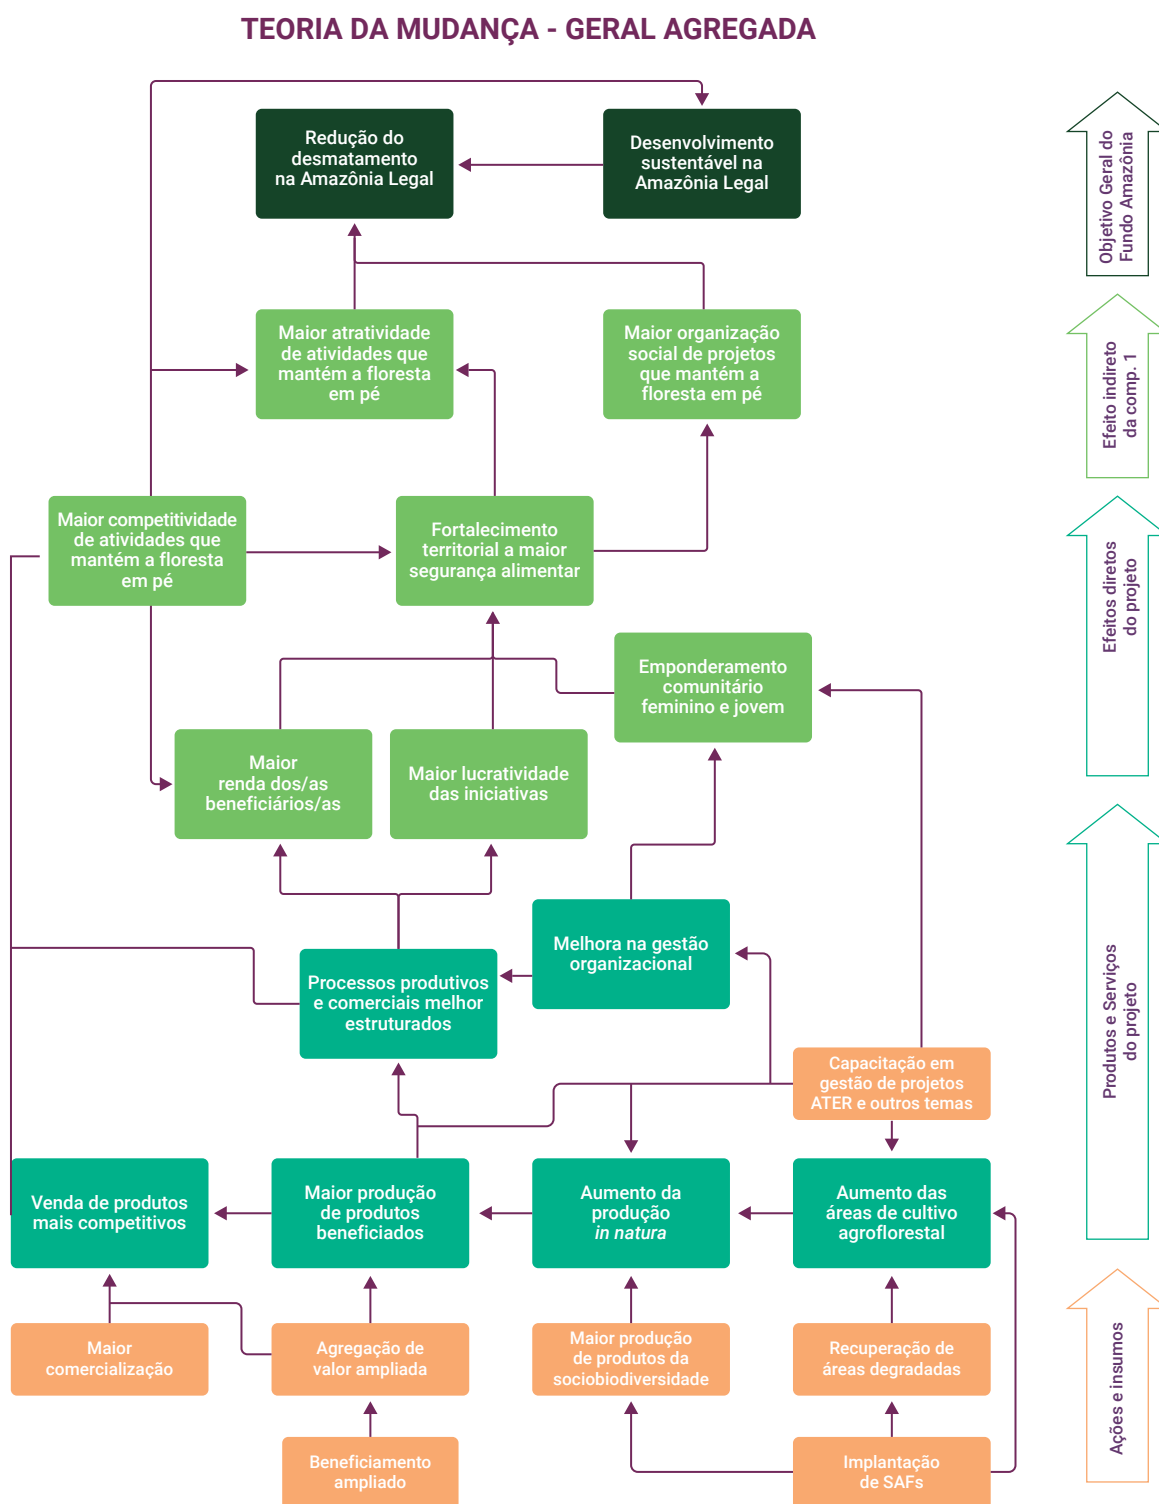 TEORIA DA MUDANÇA - GERAL AGREGADA
Redução do
desmatamento
na Amazônia Legal
Desenvolvimento
sustentável na
Amazônia Legal
Objetivo Geral do
Fundo Amazônia
Maior atratividade
de atividades que
mantém a floresta
em pé
Maior organização
social de projetos
que mantém a
floresta em pé
Efeito indireto
da comp. 1
Maior competitividade
de atividades que
mantém a floresta
em pé
Fortalecimento
territorial a maior
segurança alimentar
Efeitos diretos
do projeto
Emponderamento
comunitário
feminino e jovem
Maior
renda dos/as
beneficiários/as
Maior lucratividade
das iniciativas
Melhora na gestão
organizacional
Processos produtivos
e comerciais melhor
estruturados
Produtos e Serviços
do projeto
Capacitação em
gestão de projetos
ATER e outros temas
Venda de produtos
mais competitivos
Maior produção
de produtos
beneficiados
Aumento da
produção
in natura
Aumento das
áreas de cultivo
agroflorestal
Maior
comercialização
Agregação de
valor ampliada
Maior produção
de produtos da
sociobiodiversidade
Recuperação de
áreas degradadas
Ações e insumos
Beneficiamento
ampliado
Implantação
de SAFs